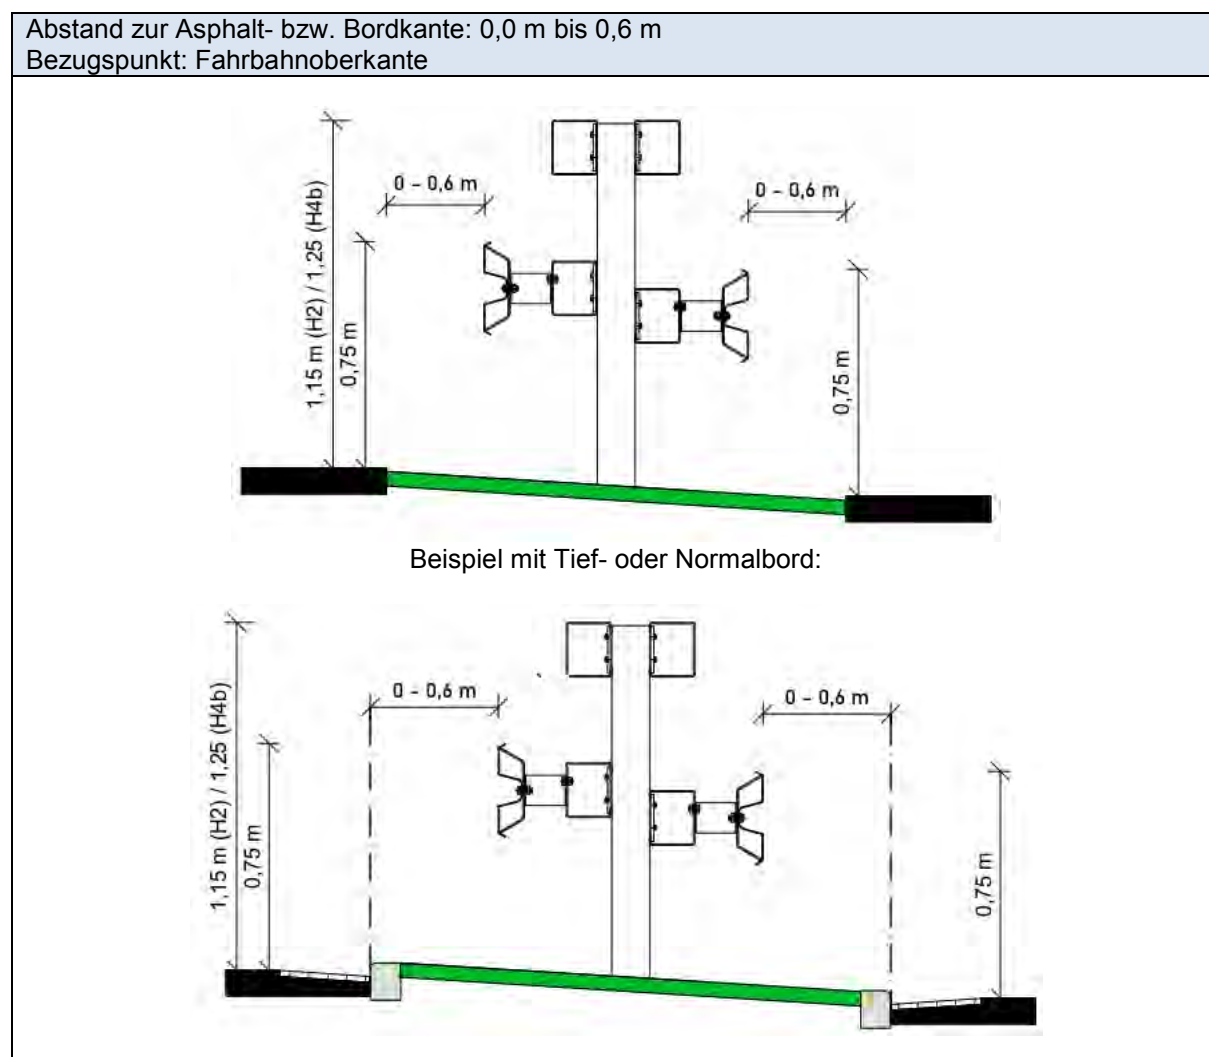 Abstand zur Asphalt- bzw. Bordkante: 0,0 m bis 0,6 m
Bezugspunkt: Fahrbahnoberkante
0 - 0,6 m
0 - 0,6 m
1,15 m (H2) / 1,25 (H4b)
0,75 m
0,75 m
Beispiel mit Tief- oder Normalbord:
0 - 0,6 m
0 - 0,6 m
1,15 m (H2) / 1,25 (H4b)
0,75 m
0,75 m